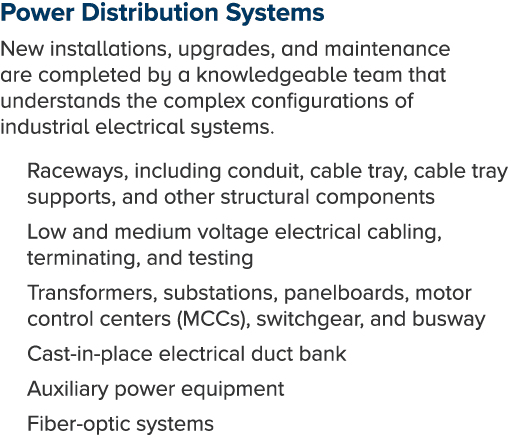 Power Distribution Systems
New installations, upgrades, and maintenance
are completed by a knowledgeable team that
understands the complex configurations of
industrial electrical systems.
Raceways, including conduit, cable tray, cable tray
supports, and other structural components
Low and medium voltage electrical cabling,
terminating, and testing
Transformers, substations, panelboards, motor
control centers (MCCs), switchgear, and busway
Cast-in-place electrical duct bank
Auxiliary power equipment
Fiber-optic systems